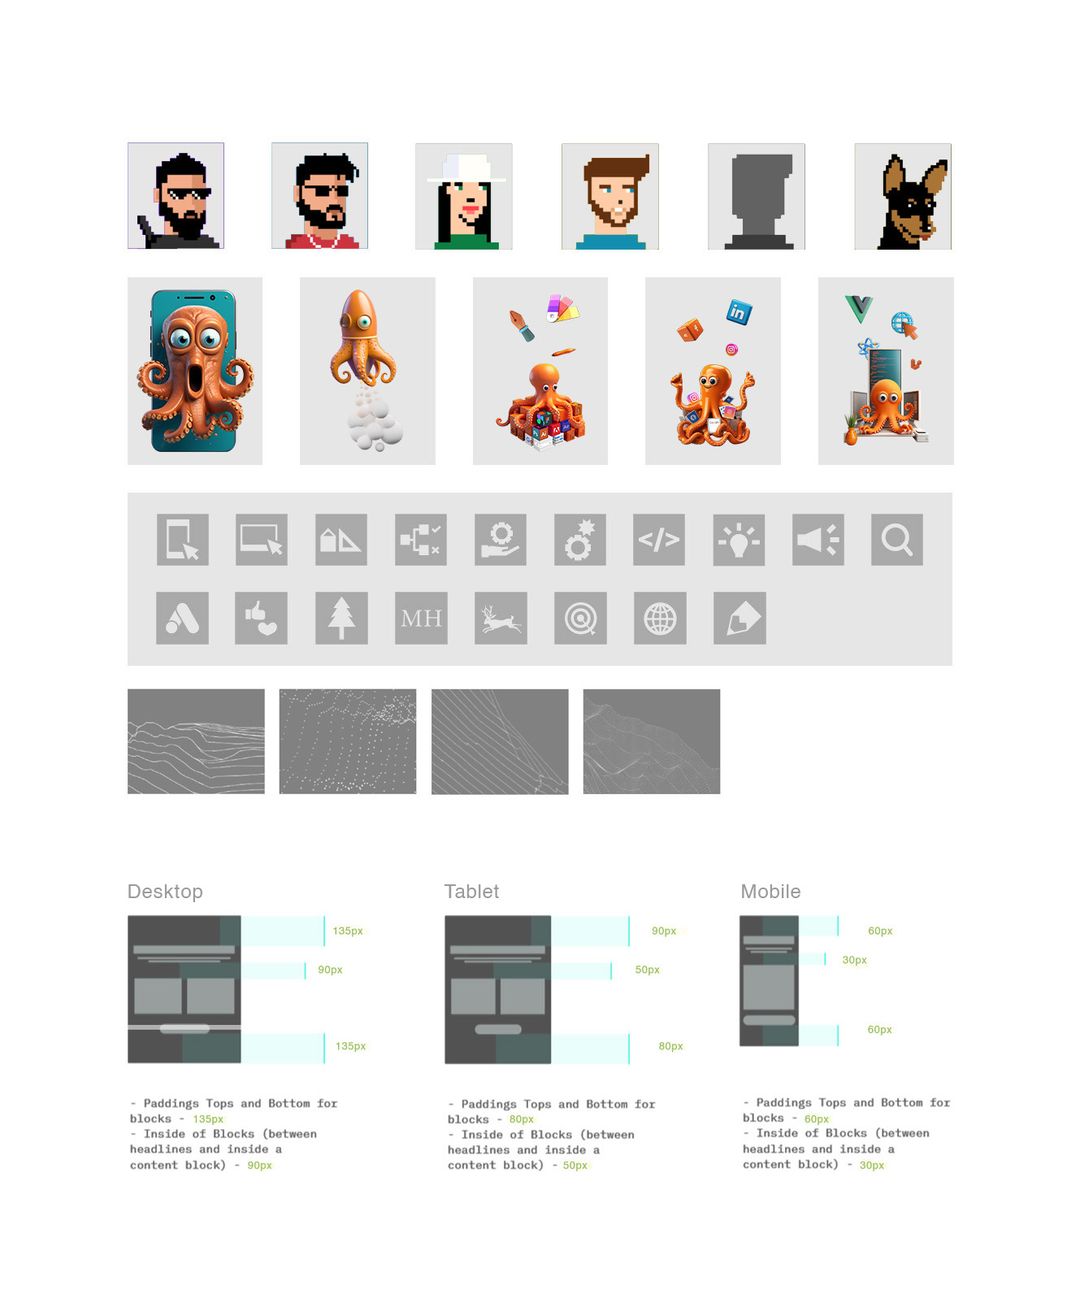 in
</>
MH
Desktop
Tablet
Mobile
135px
90px
135px
90px
50px
80px
60px
30px
60px
- Paddings Tops and Bottom for
blocks - 135px
- Inside of Blocks (between
headlines and inside a
content block) - 90px
- Paddings Tops and Bottom for
blocks - 80px
- Inside of Blocks (between
headlines and inside a
content block) - 50px
- Paddings Tops and Bottom for
blocks - 60px
- Inside of Blocks (between
headlines and inside a
content block) - 30px